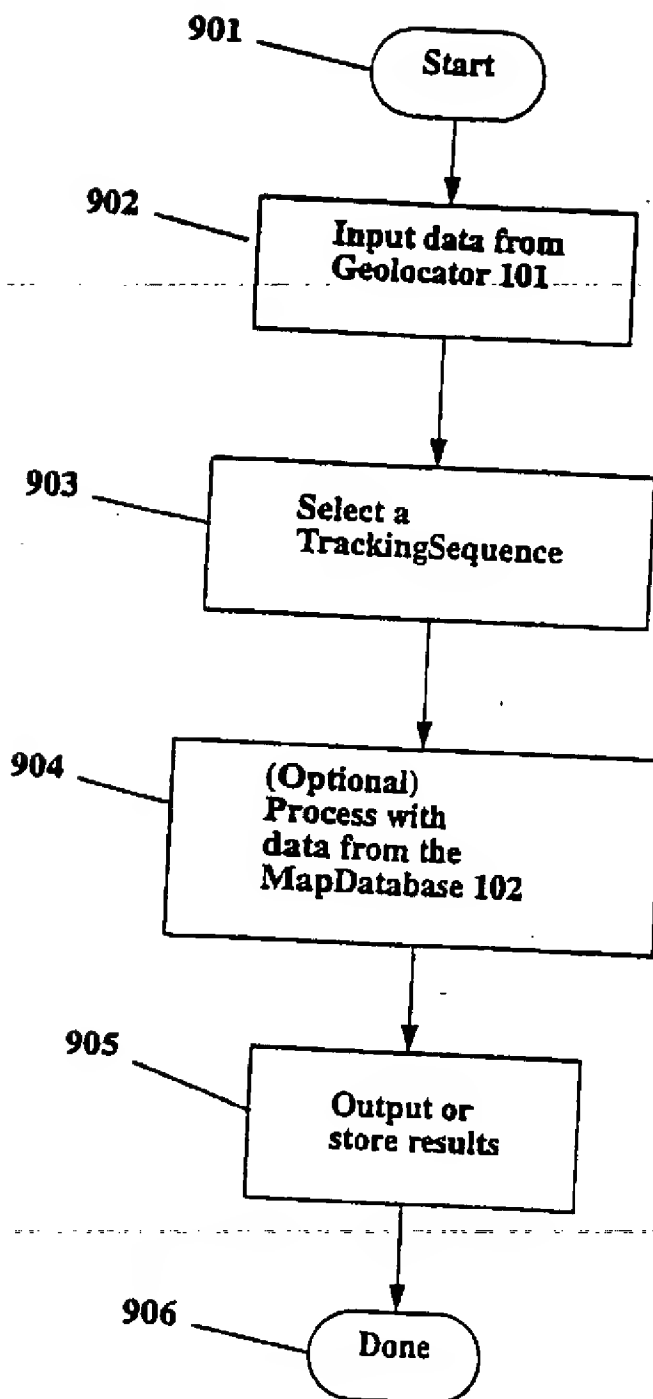 901
Start
902
Input data from
Geolocator 101
903
Select a
TrackingSequence
904
(Optional)
Process with
data from the
MapDatabase 102
905
Output or
store results
906
Done